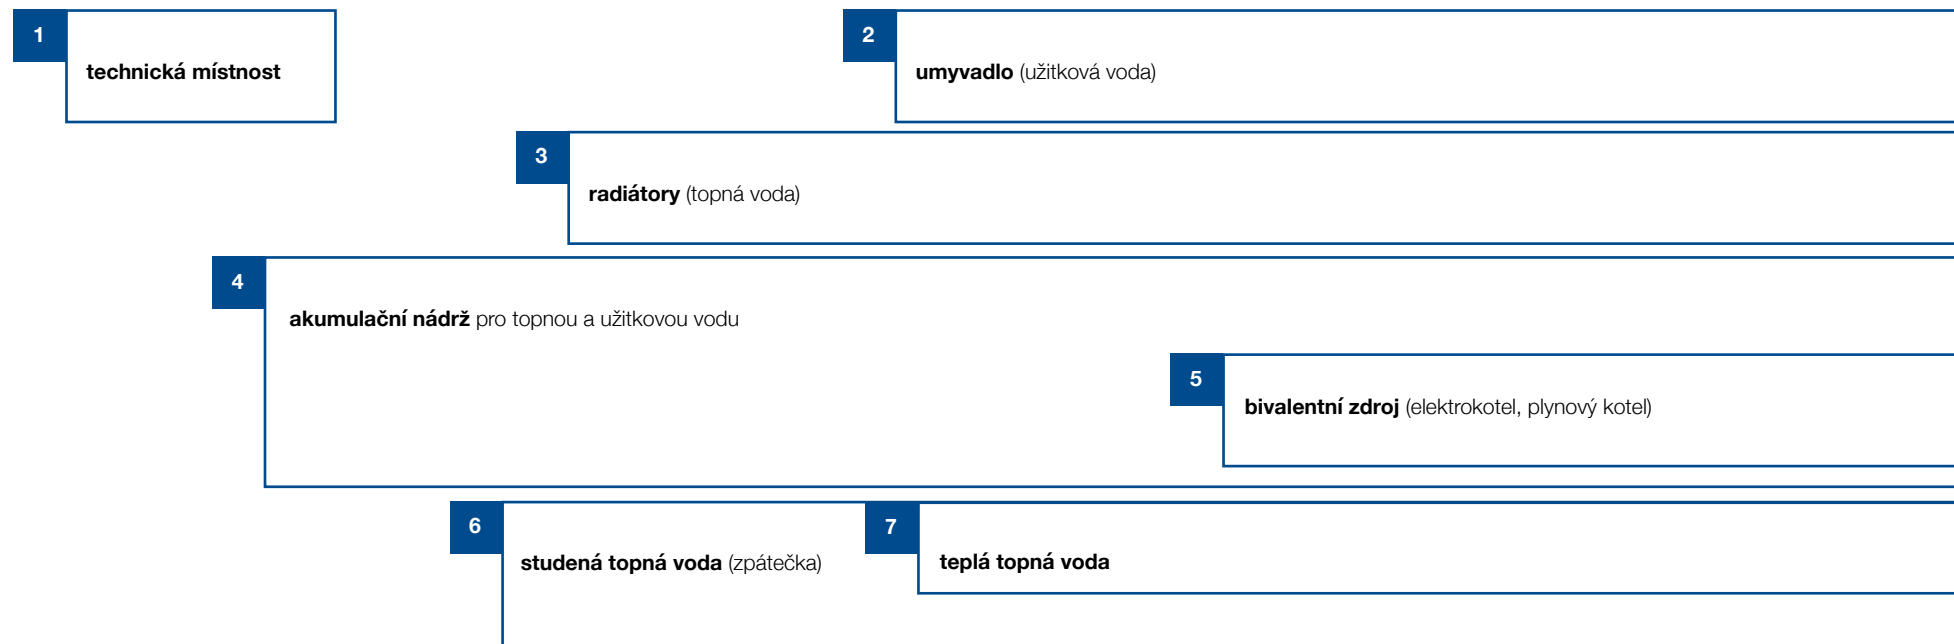 1
technická místnost
2
umyvadlo (užitková voda)
3
radiátory (topná voda)
4
akumulační nádrž pro topnou a užitkovou vodu
5
bivalentní zdroj (elektrokotel, plynový kotel)
6
studená topná voda (zpátečka)
7
teplá topná voda